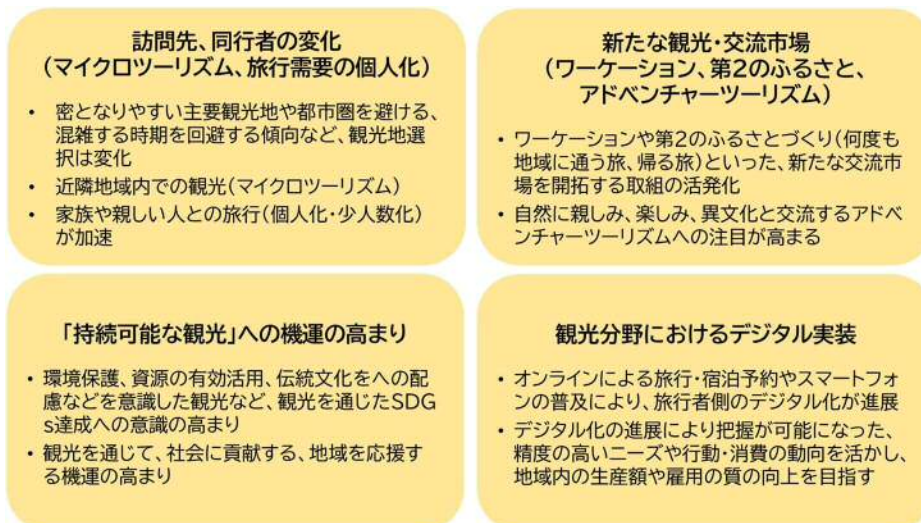 訪問先、同行者の変化
（マイクロツーリズム、旅行需要の個人化）
• 密となりやすい主要観光地や都市圏を避ける、
混雑する時期を回避する傾向など、観光地選
択は変化
• 近隣地域内での観光（マイクロツーリズム）
• 家族や親しい人との旅行（個人化・少人数化）
が加速
新たな観光・交流市場
（ワーケーション、第2のふるさと、
アドベンチャーツーリズム）
• ワーケーションや第2のふるさとづくり（何度も
地域に通う旅、帰る旅）といった、新たな交流市
場を開拓する取組の活発化
• 自然に親しみ、楽しみ、異文化と交流するアドベ
ンチャーツーリズムへの注目が高まる
「持続可能な観光」への機運の高まり
• 環境保護、資源の有効活用、伝統文化をへの配
慮などを意識した観光など、観光を通じたSDG
s達成への意識の高まり
• 観光を通じて、社会に貢献する、地域を応援す
る機運の高まり
観光分野におけるデジタル実装
• オンラインによる旅行・宿泊予約やスマートフォ
ンの普及により、旅行者側のデジタル化が進展
• デジタル化の進展により把握が可能になった、
精度の高いニーズや行動・消費の動向を活かし、
地域内の生産額や雇用の質の向上を目指す